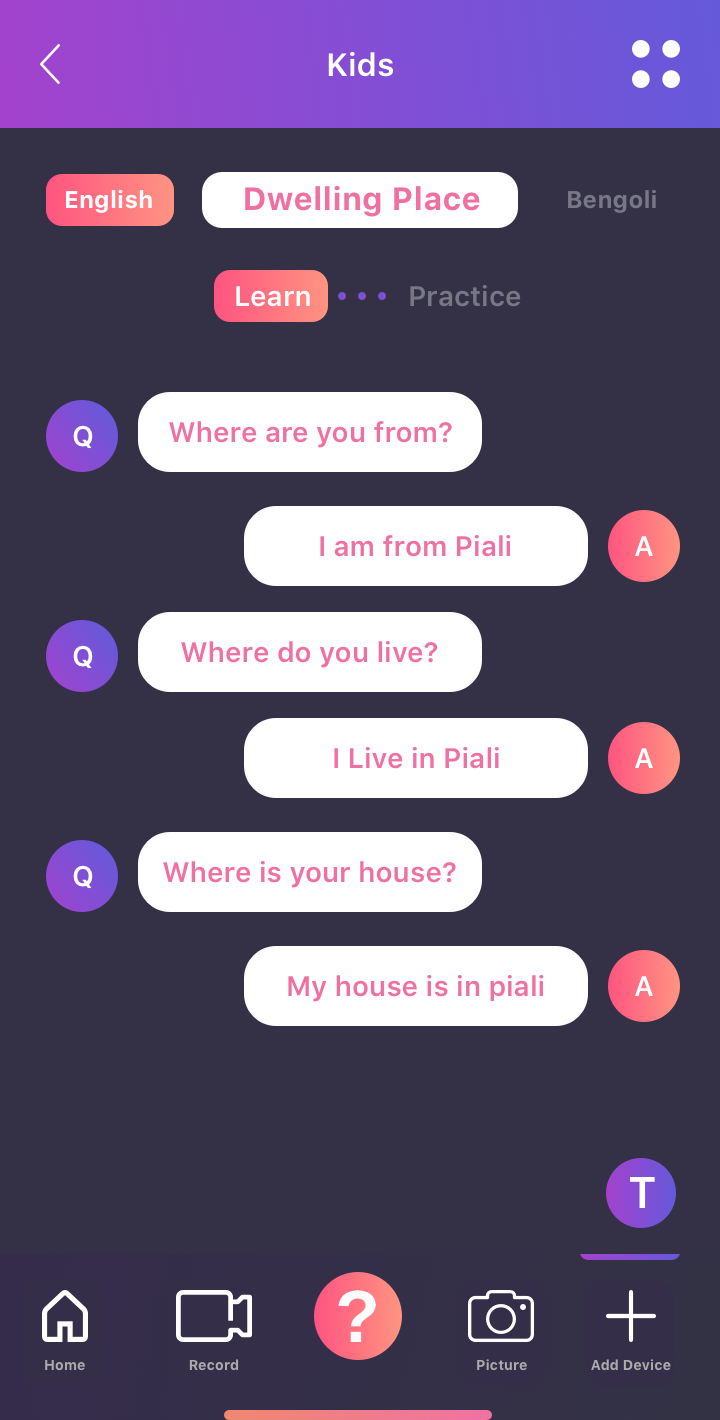 Kids
English
Dwelling Place
Bengoli
Learn
Practice
Q
Where are you from?
I am from Piali
A
Q
Where do you live?
I Live in Piali
A
Q
Where is your house?
My house is in piali
A
T
?
Home
Record
Picture
Add Device